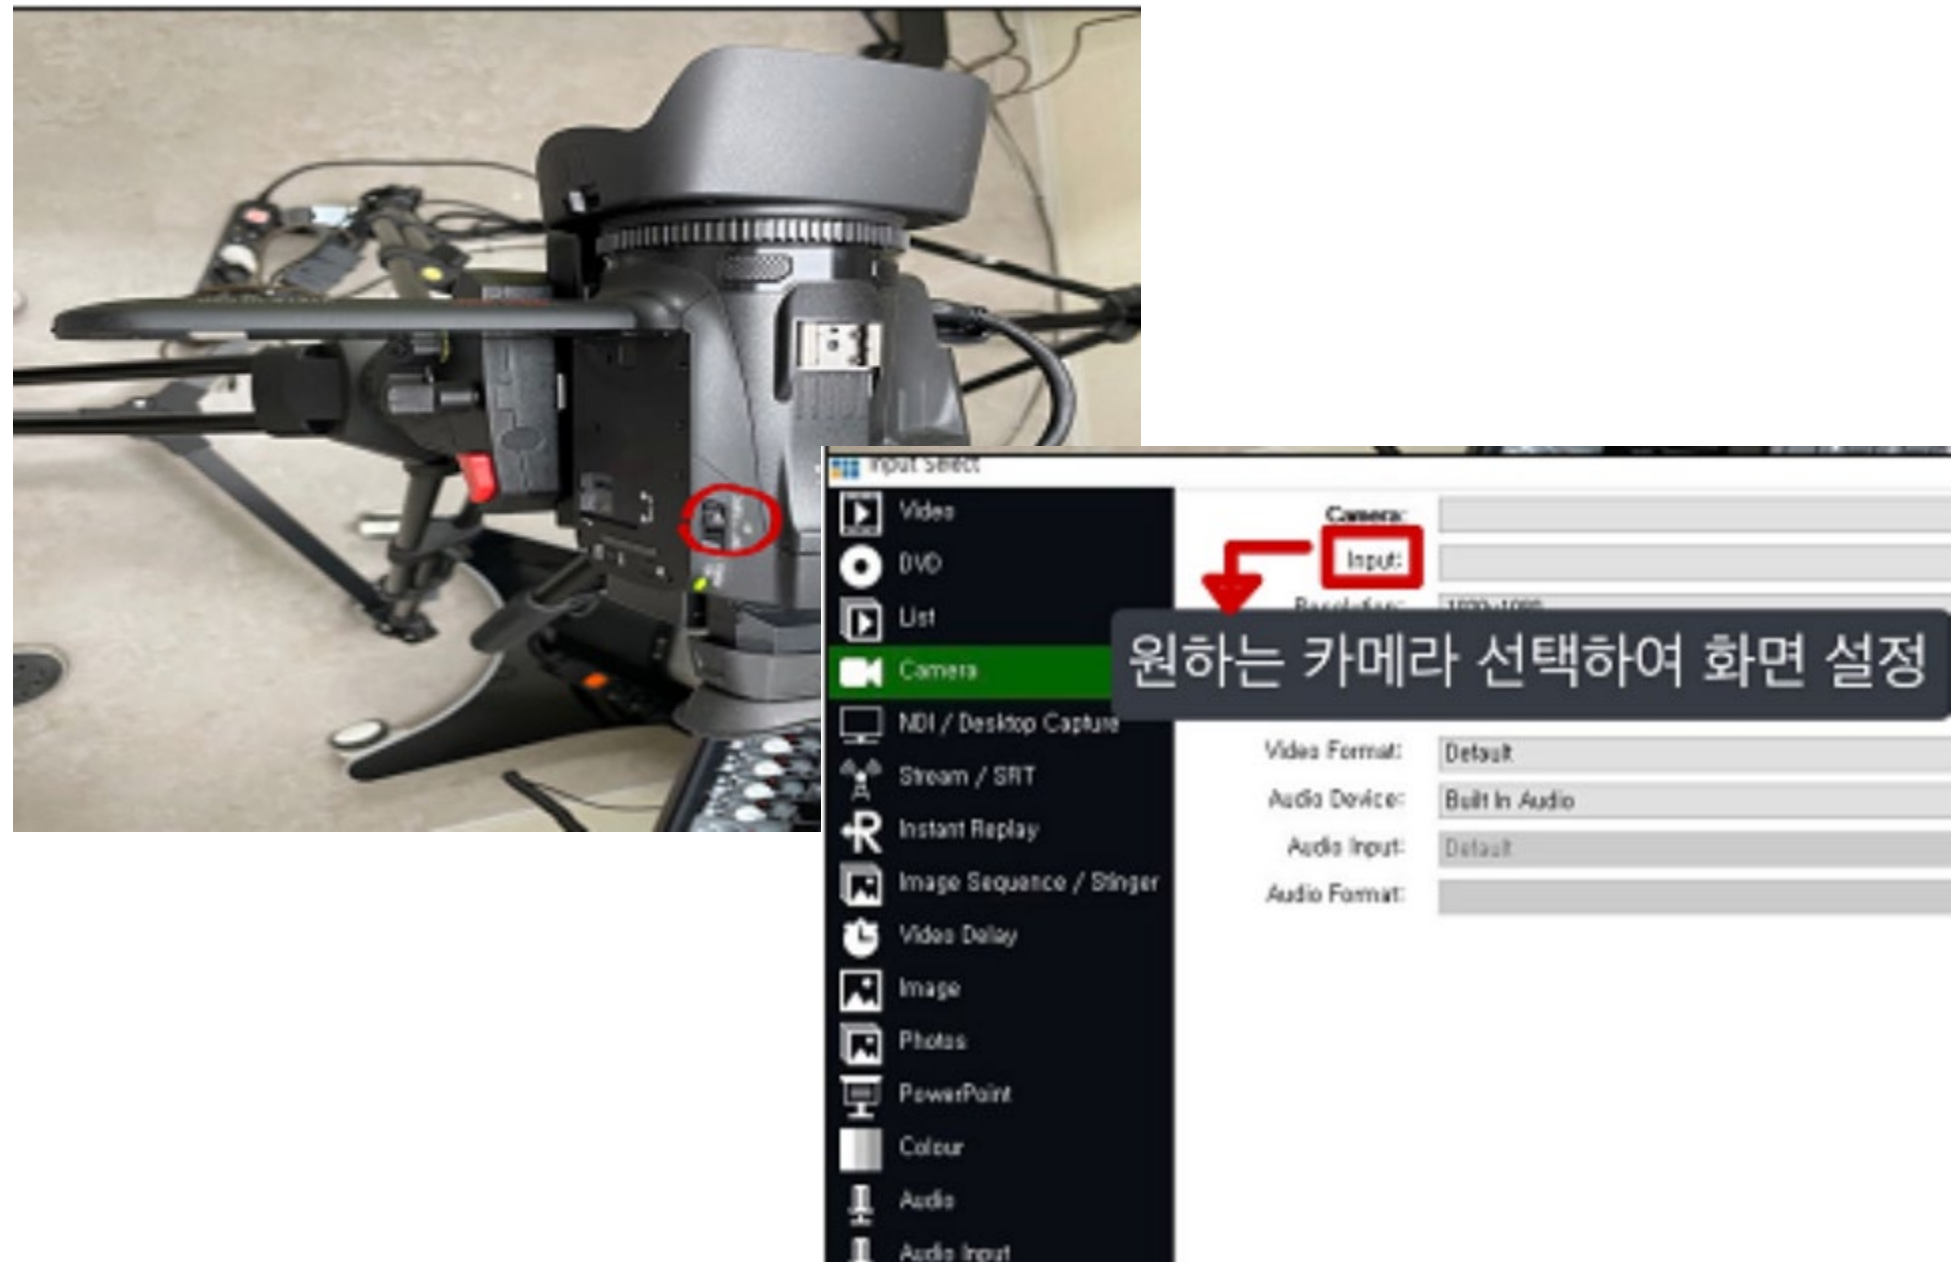 Input Select
Video
DVD
List
Camera
NDI / Desktop Capture
Stream / SRT
Instant Replay
Image Sequence / Stinger
Video Delay
Image
Photos
PowerPoint
Colour
Audio
Audio Input
Camera:
Input:
Resolution: 1920x1080
원하는 카메라 선택하여 화면 설정
Video Format: Default
Audio Device: Built In Audio
Audio Input: Default
Audio Format: